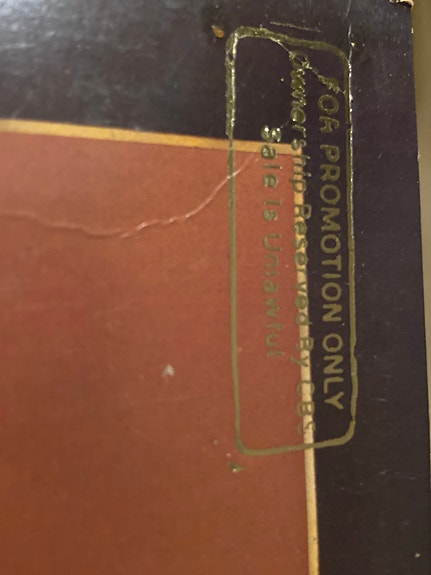 FOR PROMOTION ONLY
Ownership Reserved By CBS
Sale is Unlawful